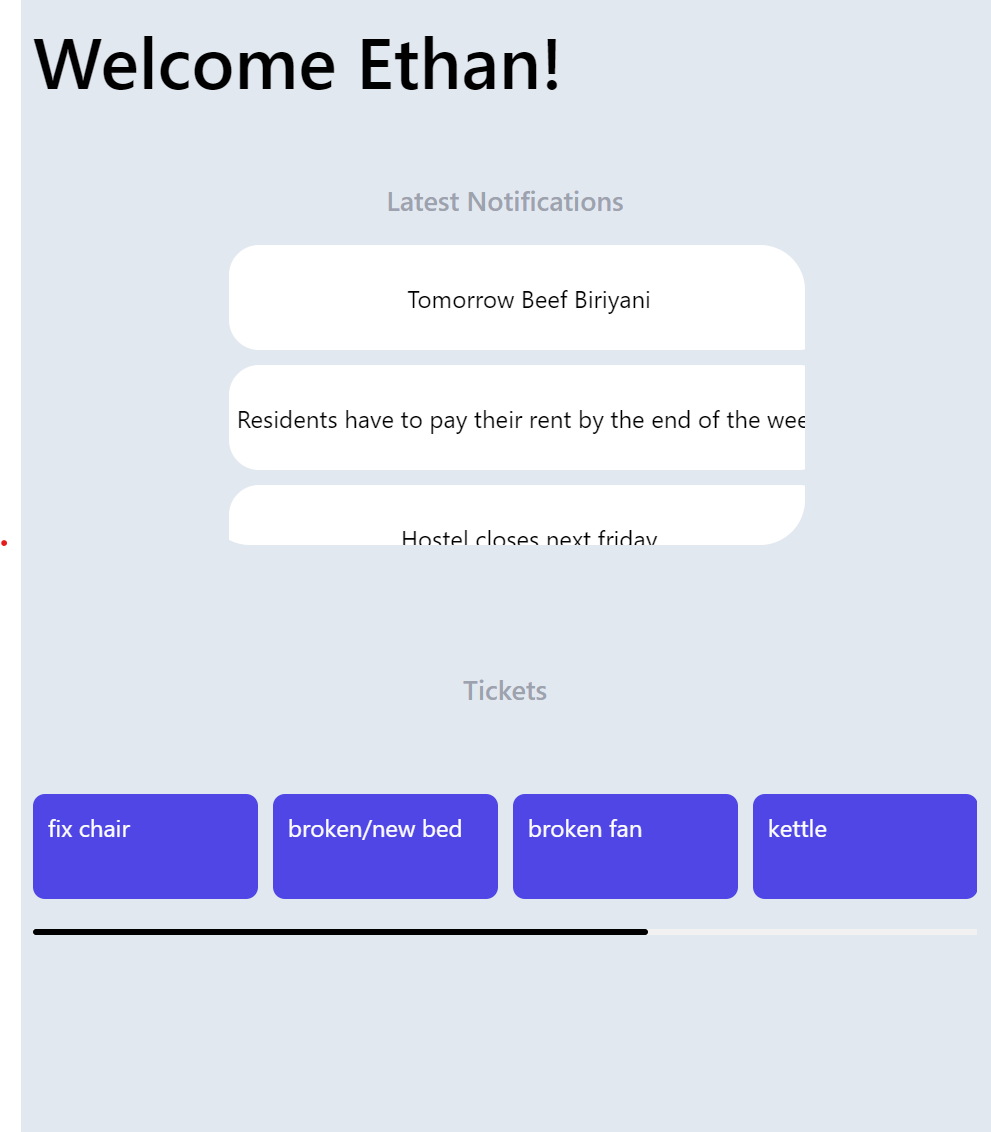 Welcome Ethan!
Latest Notifications
Tomorrow Beef Biriyani
Residents have to pay their rent by the end of the wee
Hostel closes next friday
Tickets
fix chair
broken/new bed
broken fan
kettle